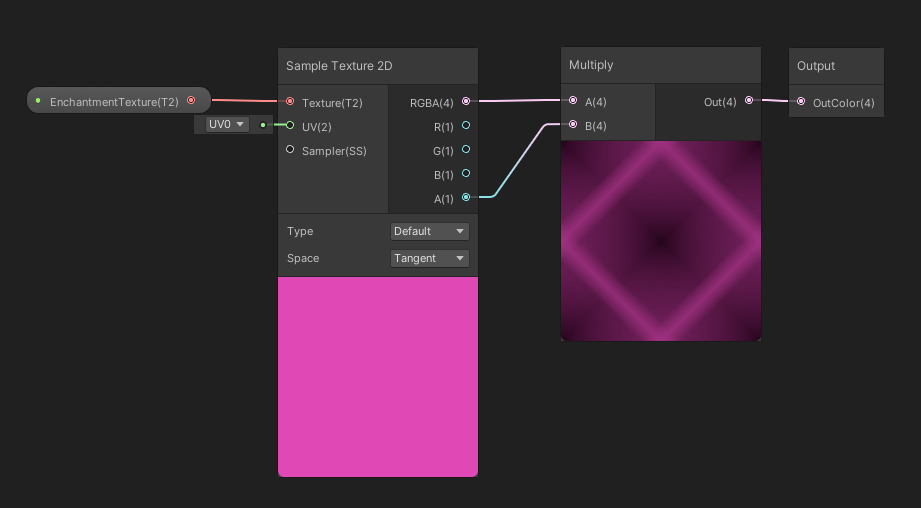 EnchantmentTexture(T2)
UV0
Sample Texture 2D
Texture(T2)
RGBA(4)
UV(2)
R(1)
Sampler(SS)
G(1)
B(1)
A(1)
Type
Default
Space
Tangent
Multiply
A(4)
Out(4)
B(4)
Output
OutColor(4)